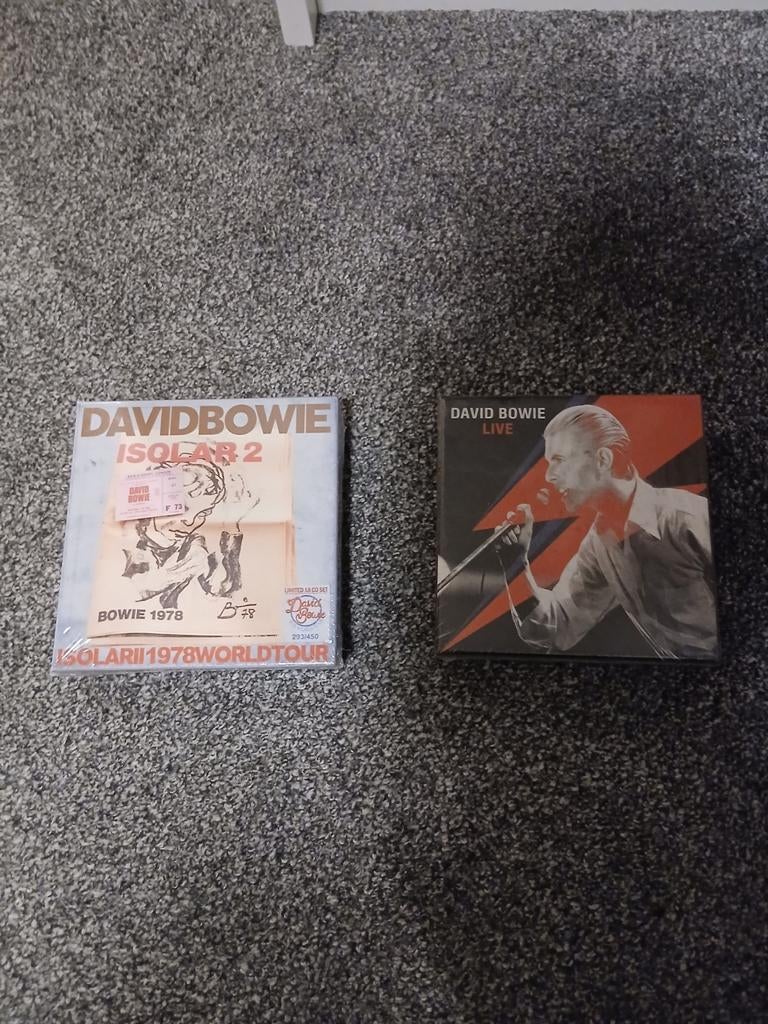 DAVIDBOWIE
ISOLAR 2
DAVID
BOWIE
F 73
BOWIE 1978
B 78
LIMITED 18 CD SET
David
Bowie
293/450
ISOLARII1978WORLDTOUR
DAVID BOWIE
LIVE